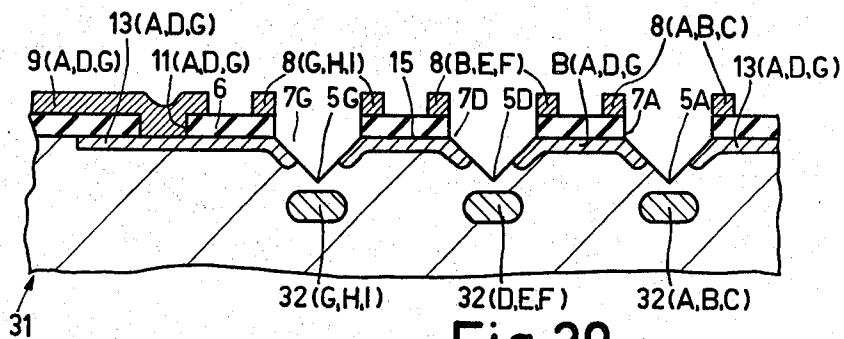 13(A,D,G)
9(A,D,G) 11(A,D,G) 8(G,H,I) 15 8(B,E,F) B(A,D,G 8(A,B,C)
6 7G 5G 7D 5D 7A 5A 13(A,D,G)
32(G,H,I) 32(D,E,F) 32(A,B,C)
31